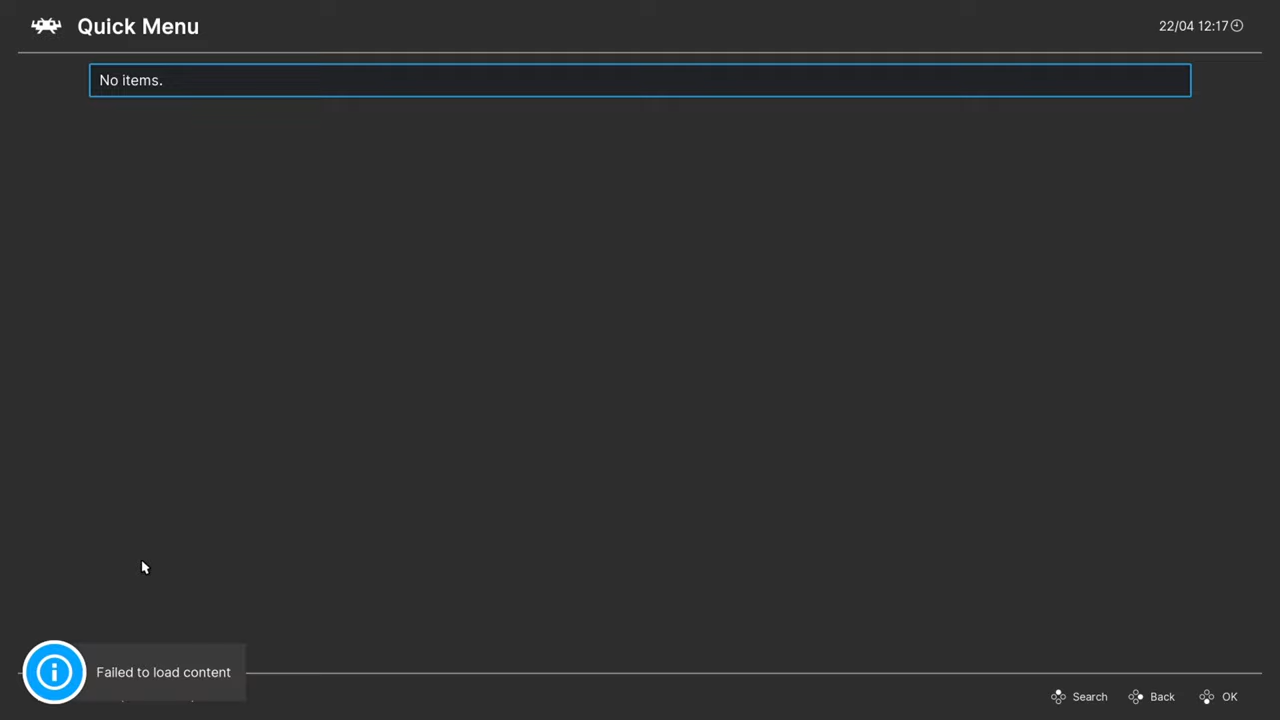 Quick Menu
22/04 12:17
No items.
Failed to load content
Search
Back
OK